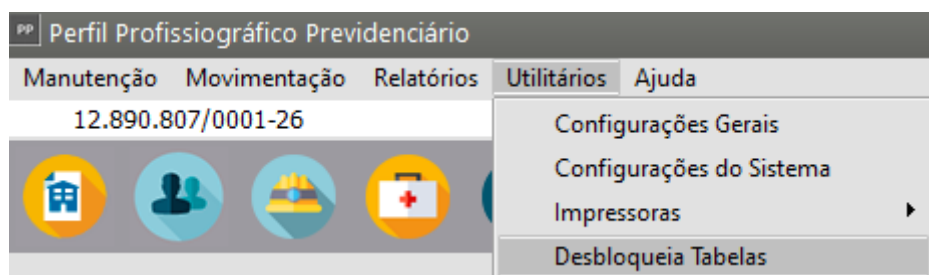 PP Perfil Profissiográfico Previdenciário
Manutenção Movimentação Relatórios Utilitários Ajuda
12.890.807/0001-26
Configurações Gerais
Configurações do Sistema
Impressoras
Desbloqueia Tabelas